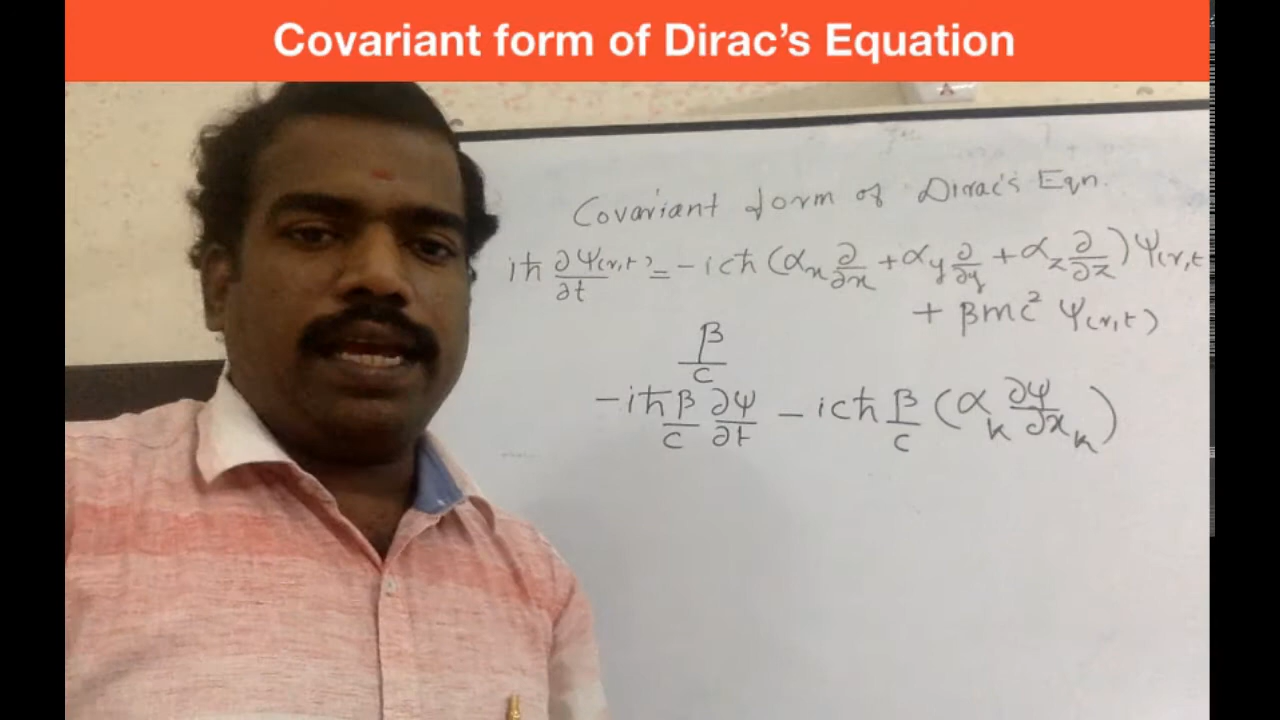 Covariant form of Dirac's Equation
Covariant form of Dirac's Eqn.
iħ ∂Ψ(r,t)/∂t = -icħ (αx ∂/∂x + αy ∂/∂y + αz ∂/∂z) Ψ(r,t
+ βmc² Ψ(r,t)
β/c
-iħ β/c ∂Ψ/∂t - icħ β/c (αk ∂Ψ/∂xk)